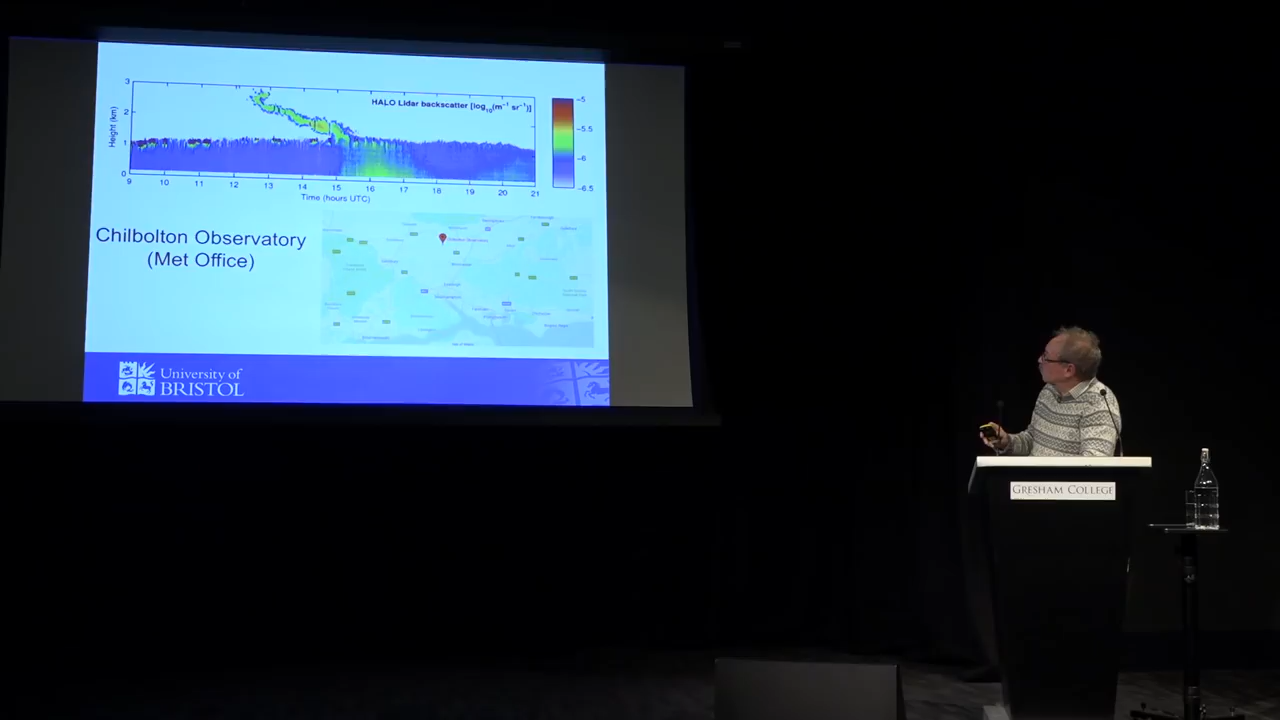 HALO Lidar backscatter [log10(m⁻¹ sr⁻¹)]
Height (km)
3
2
1
0
9 10 11 12 13 14 15 16 17 18 19 20 21
Time (hours UTC)
-5
-5.5
-6
-6.5
Chilbolton Observatory
(Met Office)
Chilbolton Observatory
University of
BRISTOL
GRESHAM COLLEGE